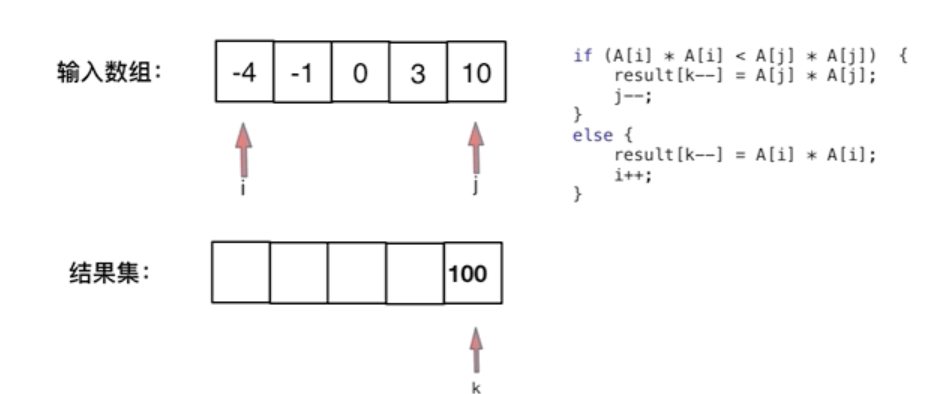 输入数组：
-4 -1 0 3 10
i j
结果集：
100
k
if (A[i] * A[i] < A[j] * A[j])  {
    result[k--] = A[j] * A[j];
    j--;
}
else {
    result[k--] = A[i] * A[i];
    i++;
}